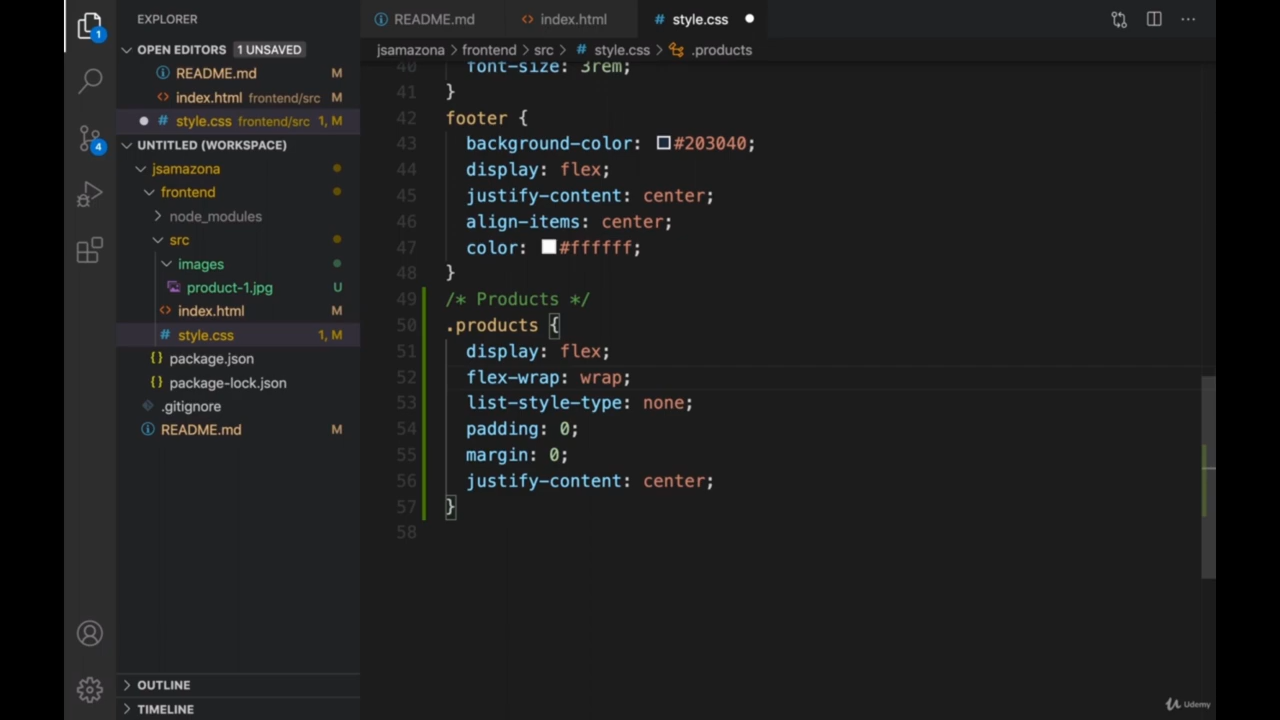 EXPLORER
README.md
index.html
style.css
1
OPEN EDITORS
1 UNSAVED
README.md M
index.html frontend/src M
style.css frontend/src 1, M
4
UNTITLED (WORKSPACE)
jsamazona
frontend
node_modules
src
images
product-1.jpg U
index.html M
style.css 1, M
package.json
package-lock.json
.gitignore
README.md M
OUTLINE
TIMELINE
jsamazona > frontend > src > style.css > .products
40 font-size: 3rem;
41 }
42 footer {
43 background-color: #203040;
44 display: flex;
45 justify-content: center;
46 align-items: center;
47 color: #ffffff;
48 }
49 /* Products */
50 .products {
51 display: flex;
52 flex-wrap: wrap;
53 list-style-type: none;
54 padding: 0;
55 margin: 0;
56 justify-content: center;
57 }
58
Udemy